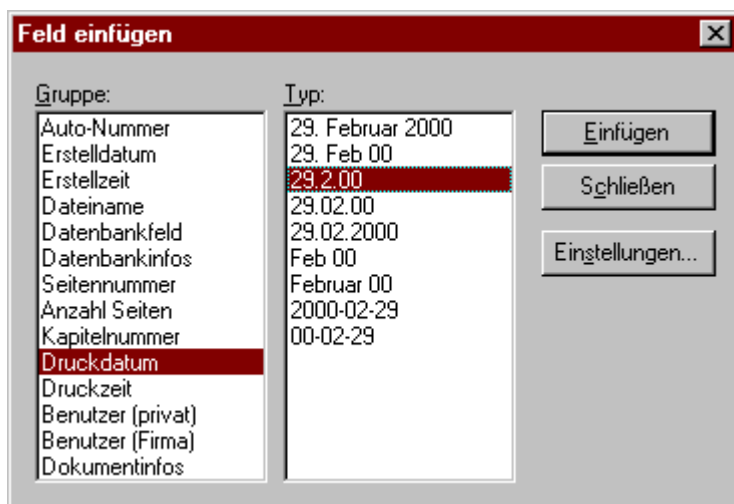 Feld einfügen
Gruppe:
Auto-Nummer
Erstelldatum
Erstellzeit
Dateiname
Datenbankfeld
Datenbankinfos
Seitennummer
Anzahl Seiten
Kapitelnummer
Druckdatum
Druckzeit
Benutzer (privat)
Benutzer (Firma)
Dokumentinfos
Typ:
29. Februar 2000
29. Feb 00
29.2.00
29.02.00
29.02.2000
Feb 00
Februar 00
2000-02-29
00-02-29
Einfügen
Schließen
Einstellungen...